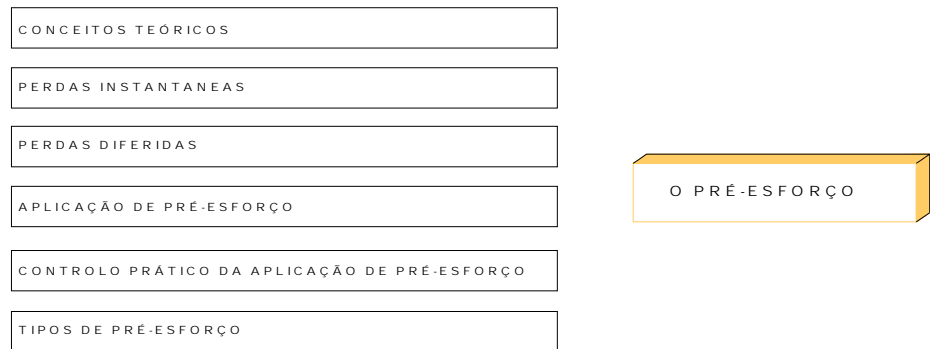 CONCEITOS TEÓRICOS
PERDAS INSTANTANEAS
PERDAS DIFERIDAS
APLICAÇÃO DE PRÉ-ESFORÇO
CONTROLO PRÁTICO DA APLICAÇÃO DE PRÉ-ESFORÇO
TIPOS DE PRÉ-ESFORÇO
O PRÉ-ESFORÇO